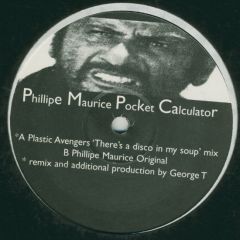 Phillipe Maurice Pocket Calculator
*A Plastic Avengers 'There's a disco in my soup' mix
B Phillipe Maurice Original
* remix and additional production by George T